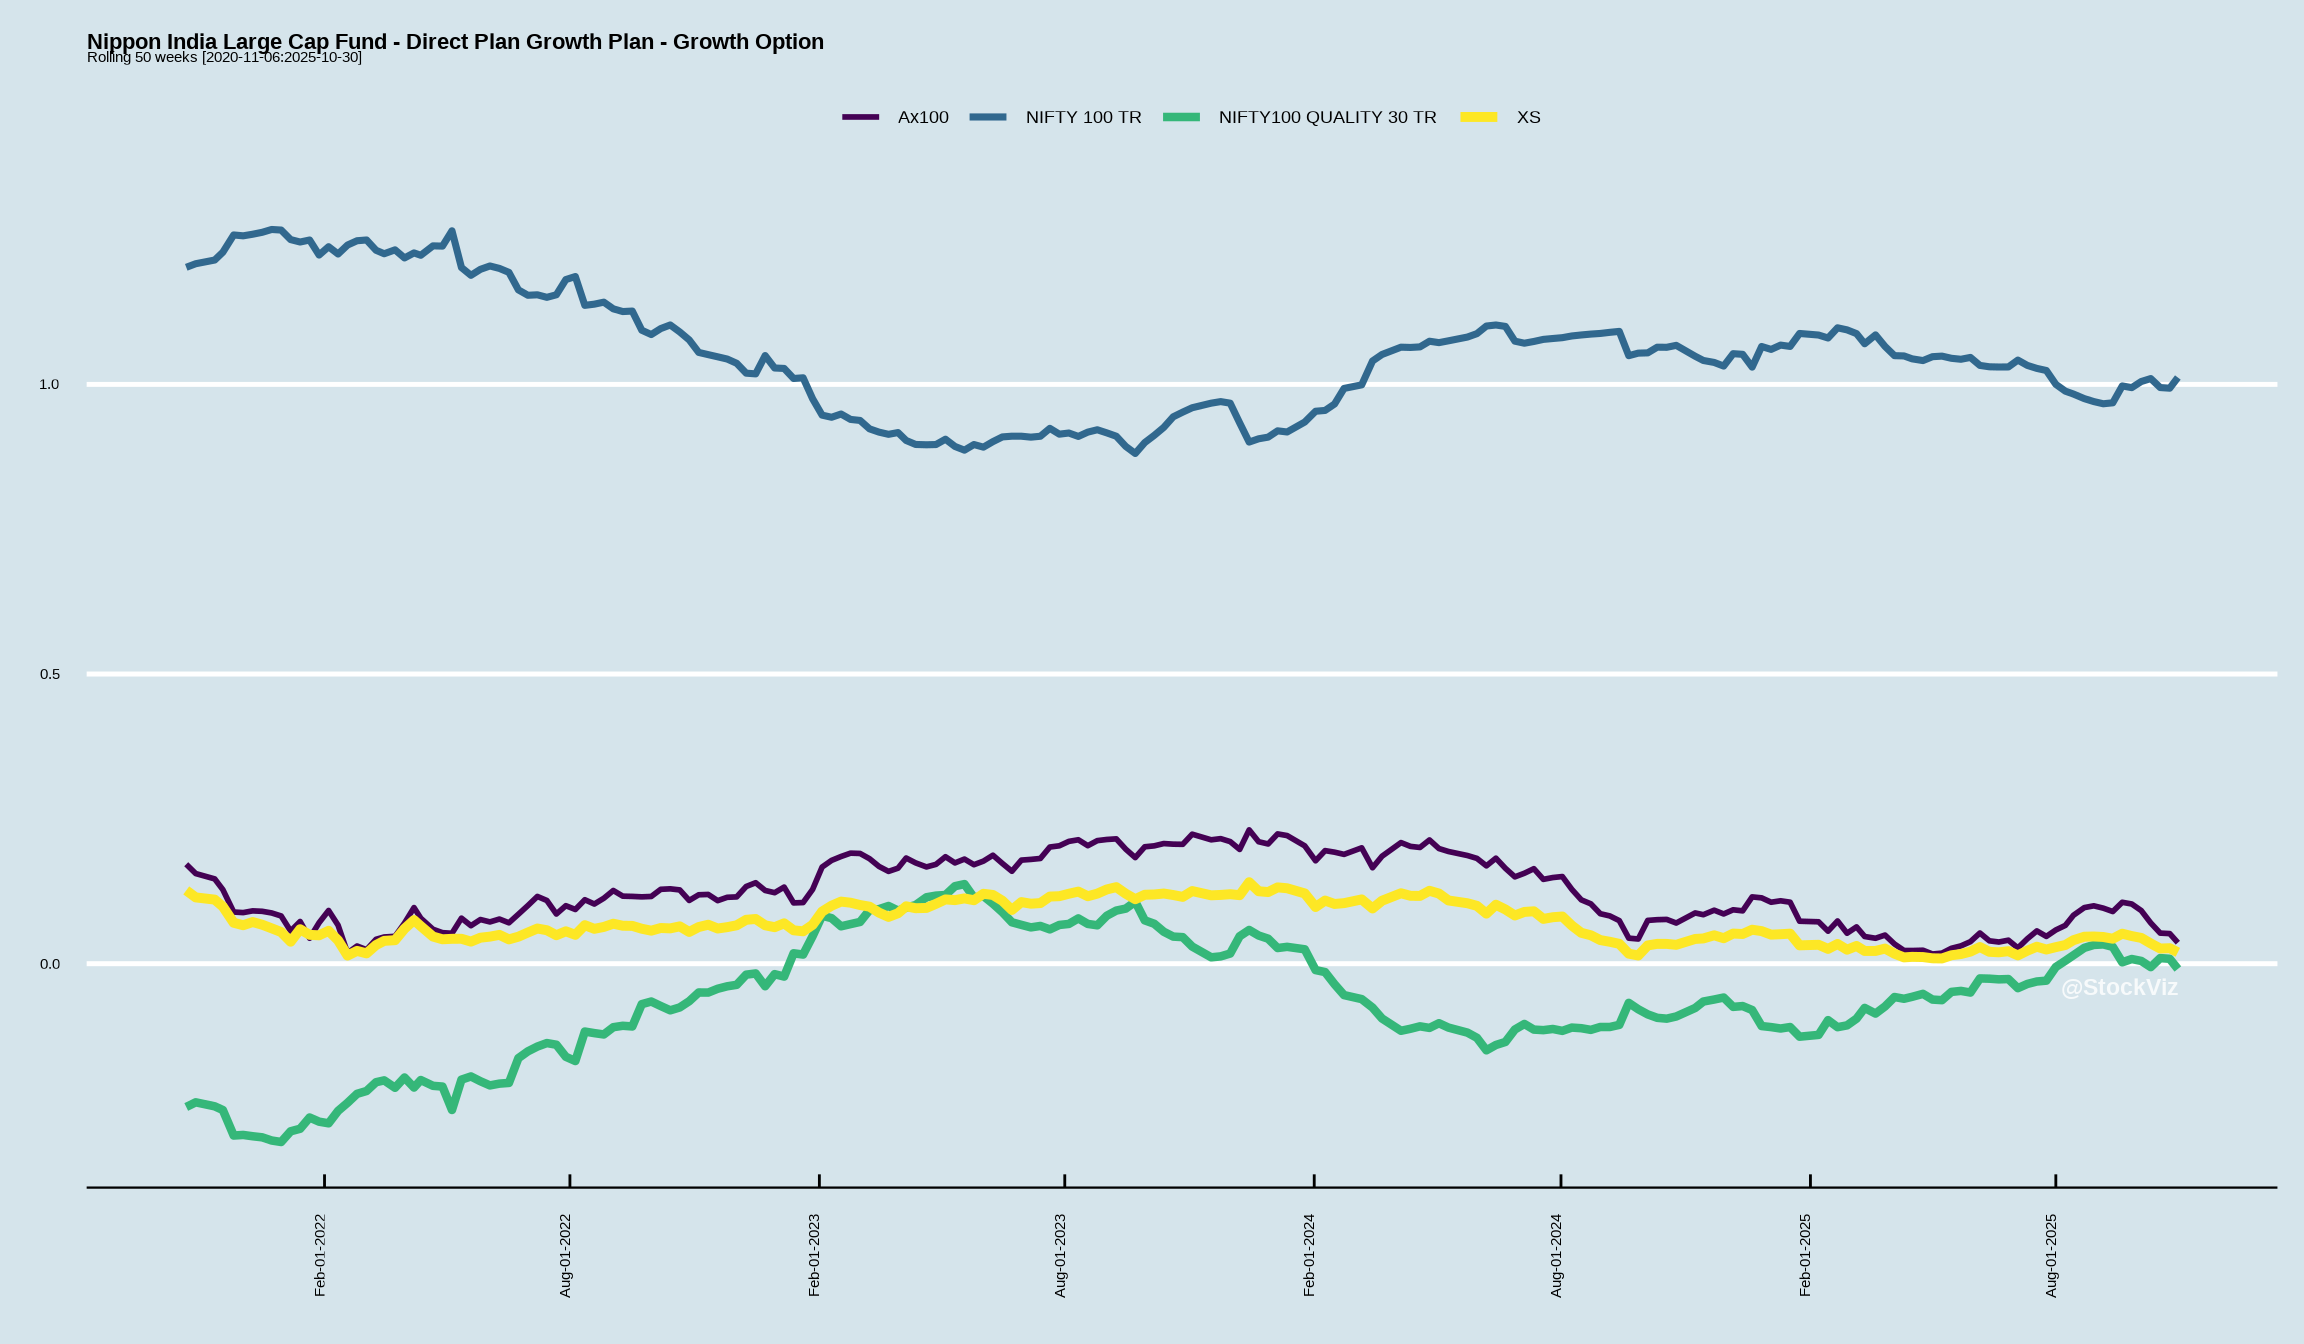 Nippon India Large Cap Fund - Direct Plan Growth Plan - Growth Option
Rolling 50 weeks [2020-11-06:2025-10-30]
Ax100 NIFTY 100 TR NIFTY100 QUALITY 30 TR XS
1.0
0.5
0.0
@StockViz
Feb-01-2022
Aug-01-2022
Feb-01-2023
Aug-01-2023
Feb-01-2024
Aug-01-2024
Feb-01-2025
Aug-01-2025